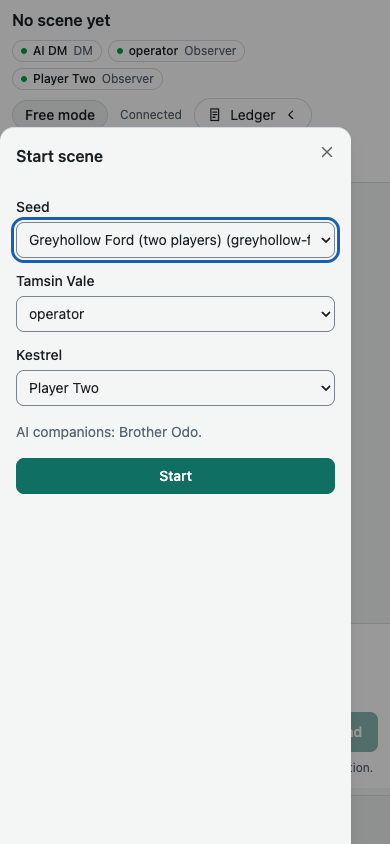 No scene yet
AI DM DM
operator Observer
Player Two Observer
Free mode Connected Ledger
Start scene
Seed
Greyhollow Ford (two players) (greyhollow-f
Tamsin Vale
operator
Kestrel
Player Two
AI companions: Brother Odo.
Start